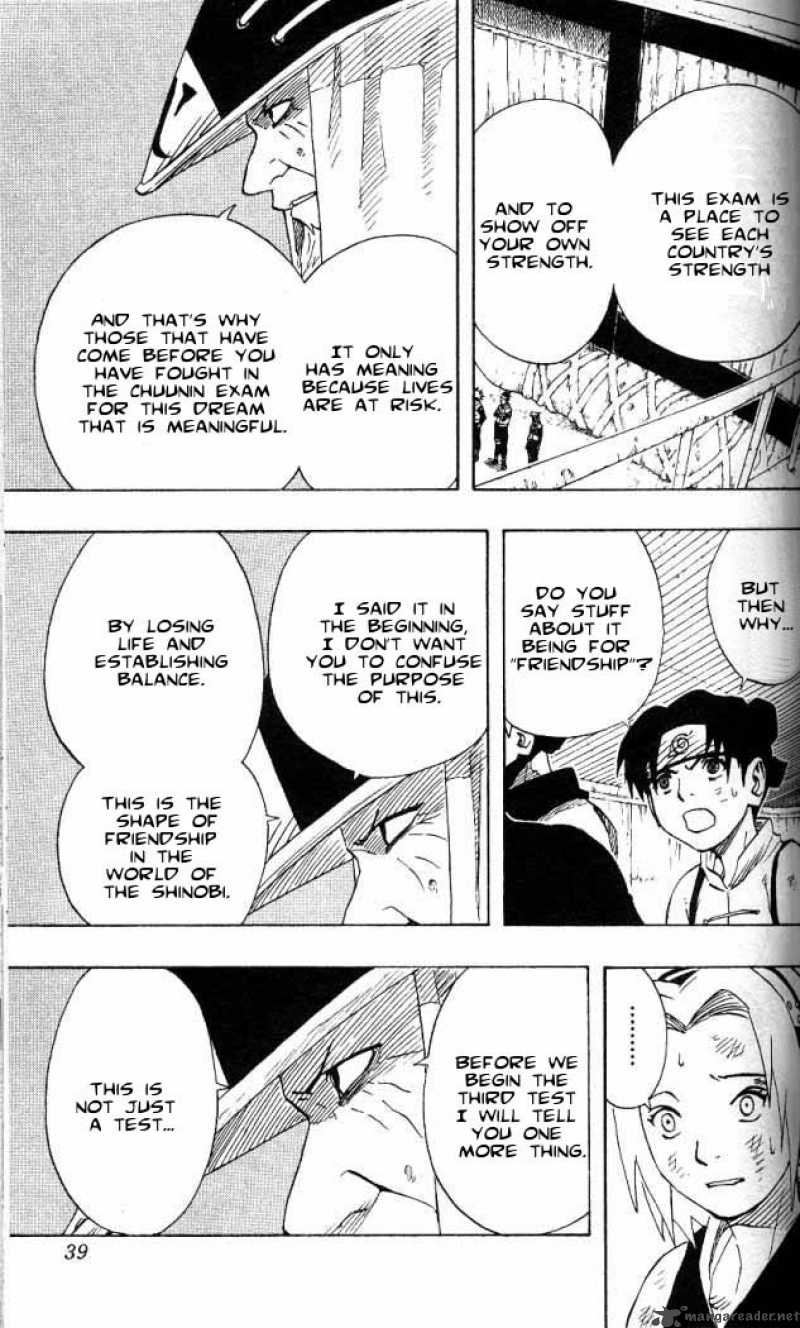 THIS EXAM IS
A PLACE TO
SEE EACH
COUNTRY'S
STRENGTH
AND TO
SHOW OFF
YOUR OWN
STRENGTH.
IT ONLY
HAS MEANING
BECAUSE LIVES
ARE AT RISK.
AND THAT'S WHY
THOSE THAT HAVE
COME BEFORE YOU
HAVE FOUGHT IN
THE CHUUNIN EXAM
FOR THIS DREAM
THAT IS MEANINGFUL.
BUT
THEN
WHY...
DO YOU
SAY STUFF
ABOUT IT
BEING FOR
"FRIENDSHIP"?
I SAID IT IN
THE BEGINNING,
I DON'T WANT
YOU TO CONFUSE
THE PURPOSE
OF THIS.
BY LOSING
LIFE AND
ESTABLISHING
BALANCE.
THIS IS THE
SHAPE OF
FRIENDSHIP
IN THE
WORLD OF
THE SHINOBI.
.........
BEFORE WE
BEGIN THE
THIRD TEST
I WILL TELL
YOU ONE
MORE THING.
THIS IS
NOT JUST
A TEST...
39
mangareader.net